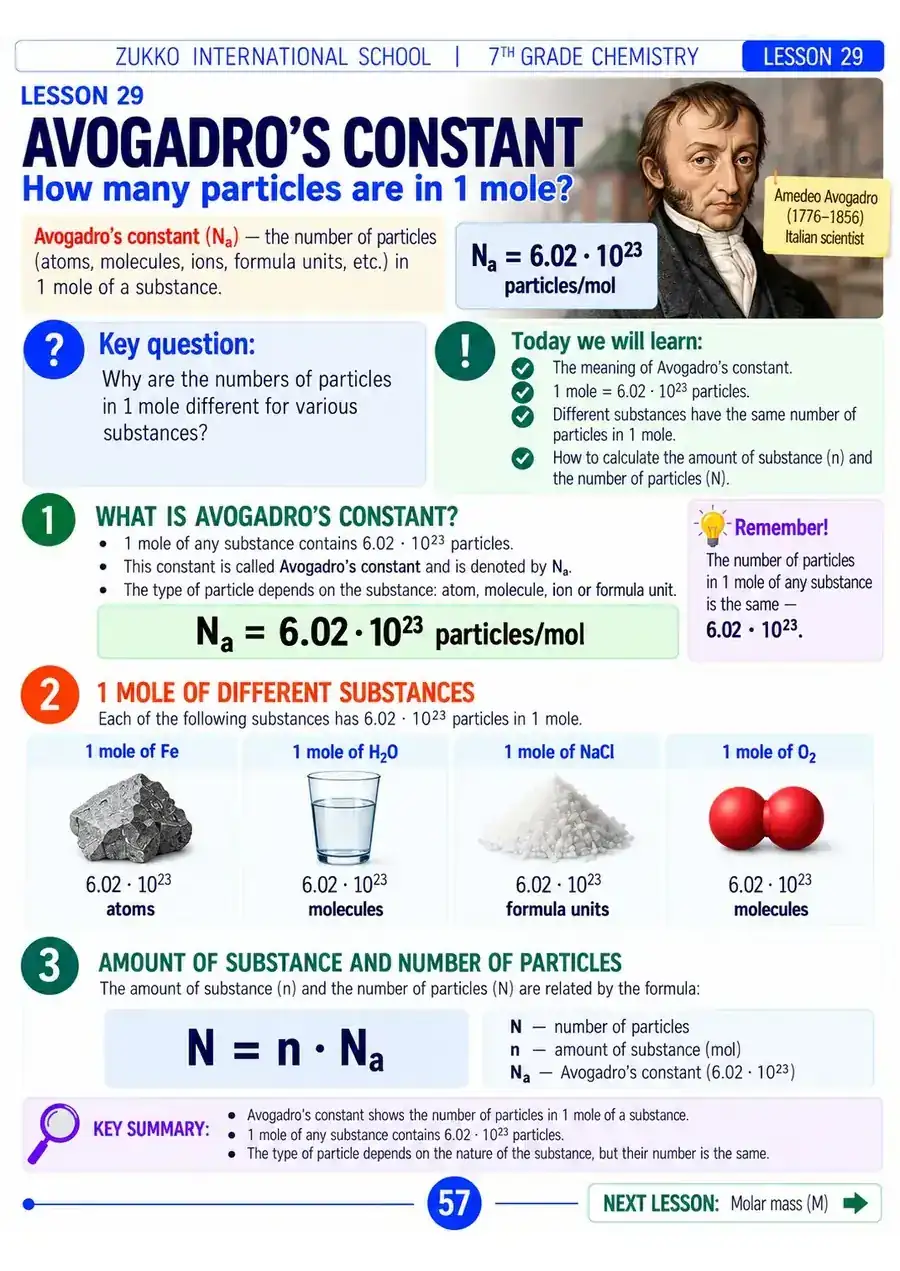 ZUKKO INTERNATIONAL SCHOOL | 7TH GRADE CHEMISTRY LESSON 29
LESSON 29
AVOGADRO'S CONSTANT
How many particles are in 1 mole?
Amedeo Avogadro
(1776–1856)
Italian scientist
Avogadro's constant (Nₐ) — the number of particles
(atoms, molecules, ions, formula units, etc.) in
1 mole of a substance.
Nₐ = 6.02 · 10²³
particles/mol
?
Key question:
Why are the numbers of particles
in 1 mole different for various
substances?
!
Today we will learn:
The meaning of Avogadro's constant.
1 mole = 6.02 · 10²³ particles.
Different substances have the same number of
particles in 1 mole.
How to calculate the amount of substance (n) and
the number of particles (N).
1 WHAT IS AVOGADRO'S CONSTANT?
• 1 mole of any substance contains 6.02 · 10²³ particles.
• This constant is called Avogadro's constant and is denoted by Nₐ.
• The type of particle depends on the substance: atom, molecule, ion or formula unit.
Nₐ = 6.02 · 10²³ particles/mol
Remember!
The number of particles
in 1 mole of any substance
is the same —
6.02 · 10²³.
2 1 MOLE OF DIFFERENT SUBSTANCES
Each of the following substances has 6.02 · 10²³ particles in 1 mole.
1 mole of Fe
6.02 · 10²³
atoms
1 mole of H₂O
6.02 · 10²³
molecules
1 mole of NaCl
6.02 · 10²³
formula units
1 mole of O₂
6.02 · 10²³
molecules
3 AMOUNT OF SUBSTANCE AND NUMBER OF PARTICLES
The amount of substance (n) and the number of particles (N) are related by the formula:
N = n · Nₐ
N — number of particles
n — amount of substance (mol)
Nₐ — Avogadro's constant (6.02 · 10²³)
KEY SUMMARY:
• Avogadro's constant shows the number of particles in 1 mole of a substance.
• 1 mole of any substance contains 6.02 · 10²³ particles.
• The type of particle depends on the nature of the substance, but their number is the same.
57
NEXT LESSON: Molar mass (M)